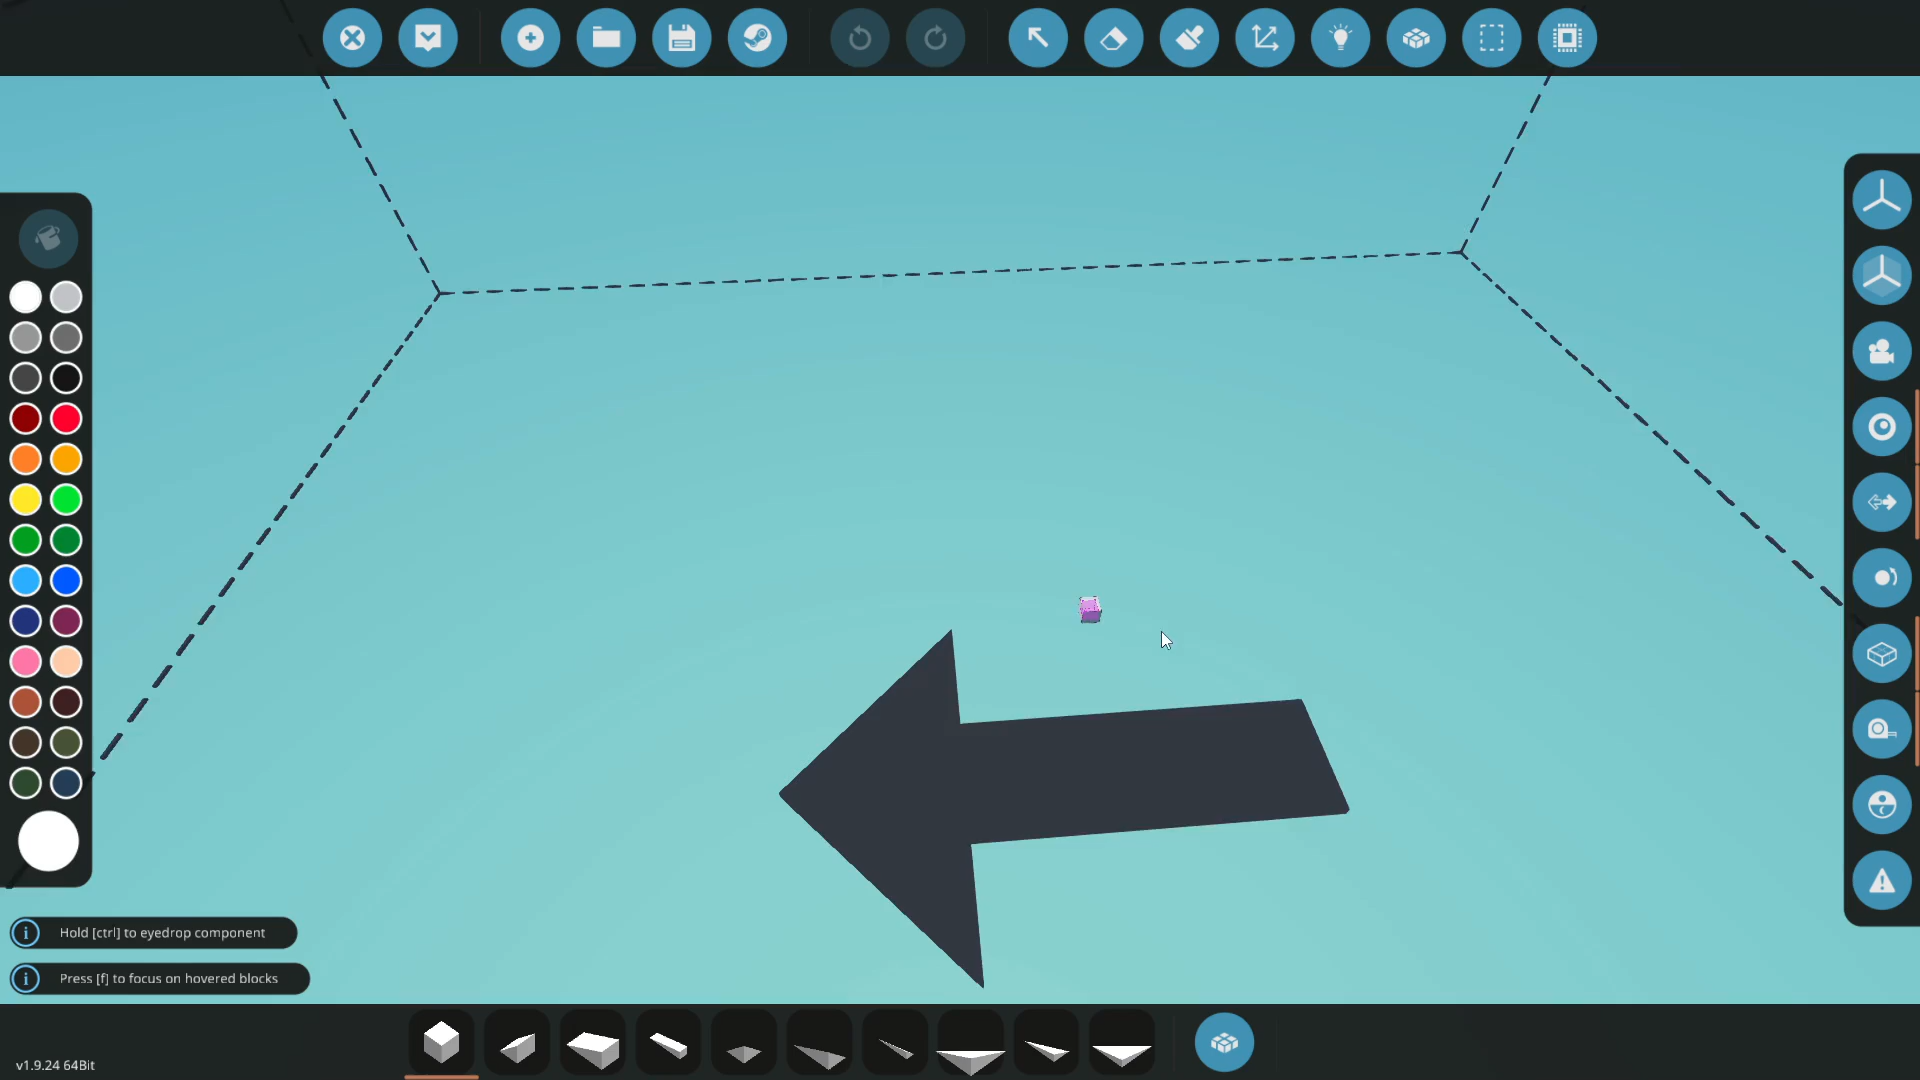 Hold [ctrl] to eyedrop component
Press [f] to focus on hovered blocks
v1.9.24 64Bit